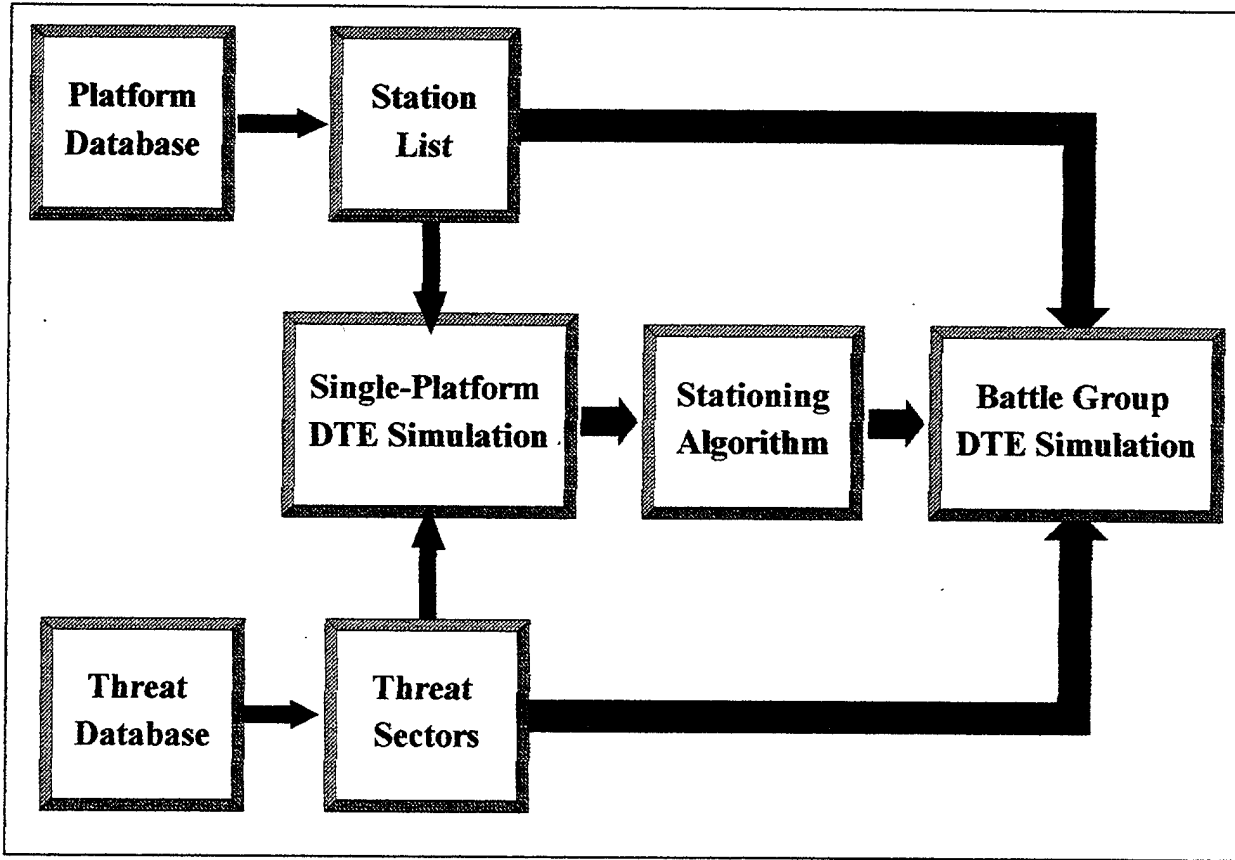 Platform
Database
Station
List
Single-Platform
DTE Simulation
Stationing
Algorithm
Battle Group
DTE Simulation
Threat
Database
Threat
Sectors